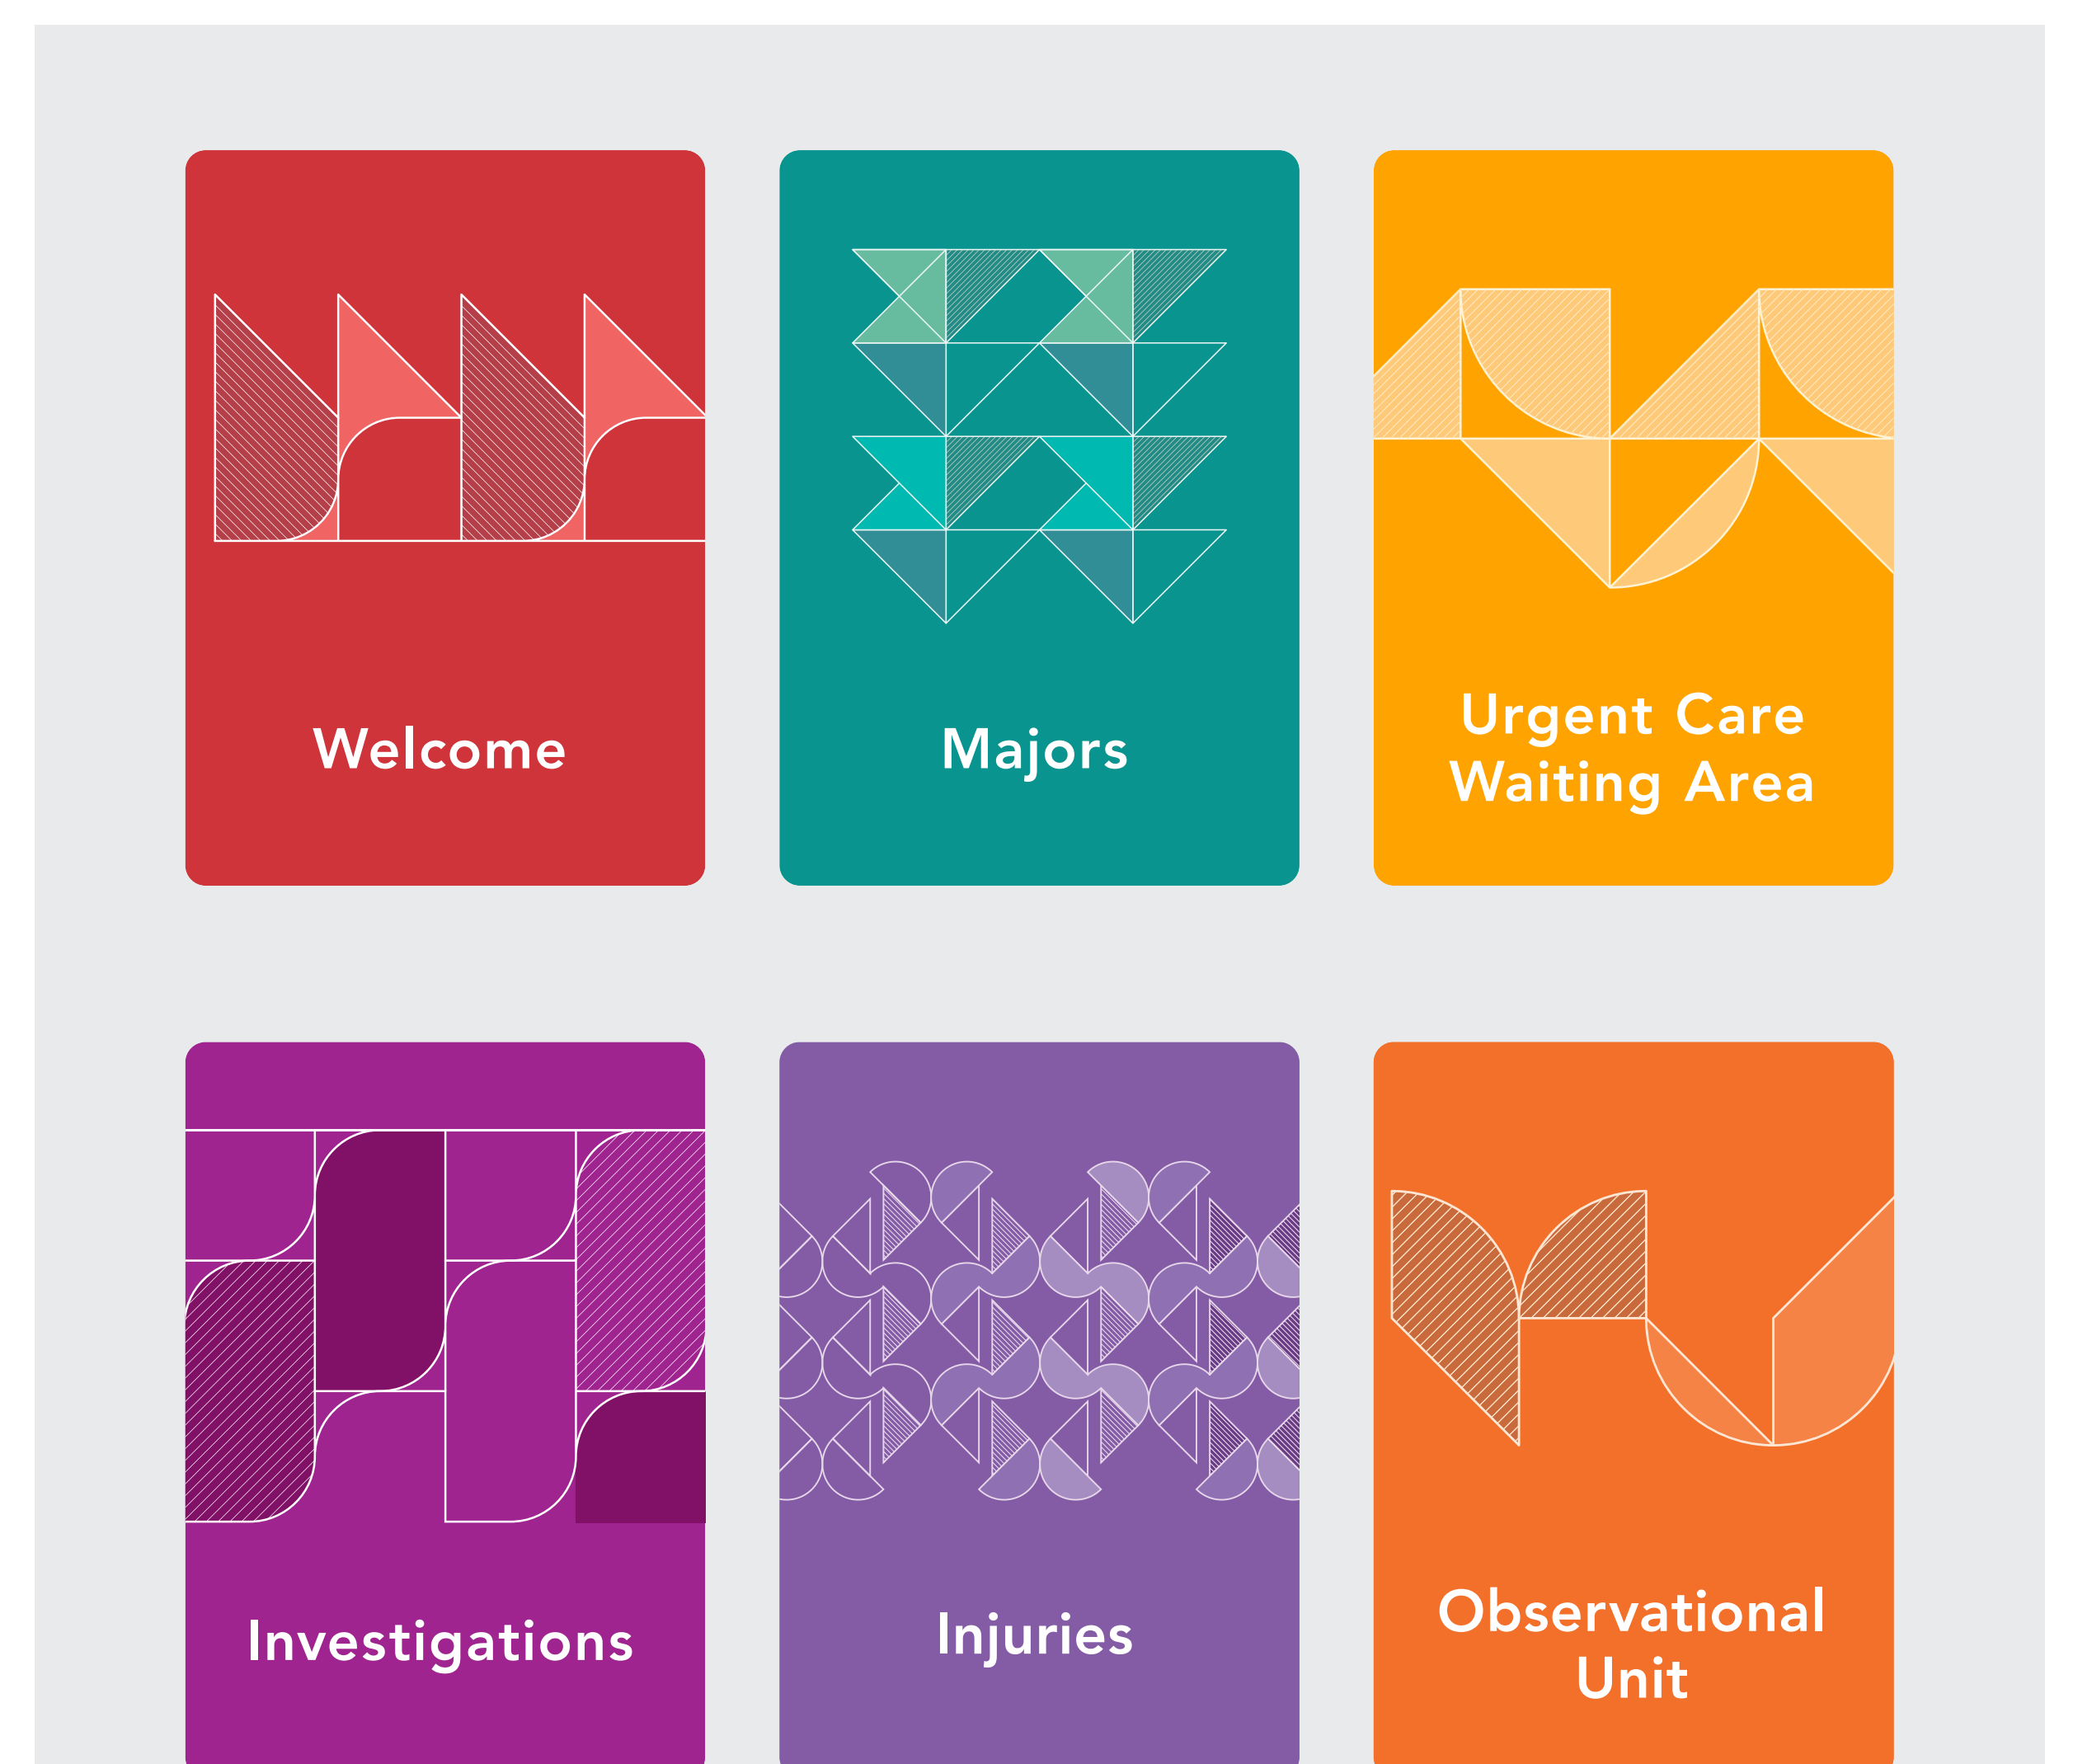 Welcome
Majors
Urgent Care
Waiting Area
Investigations
Injuries
Observational
Unit